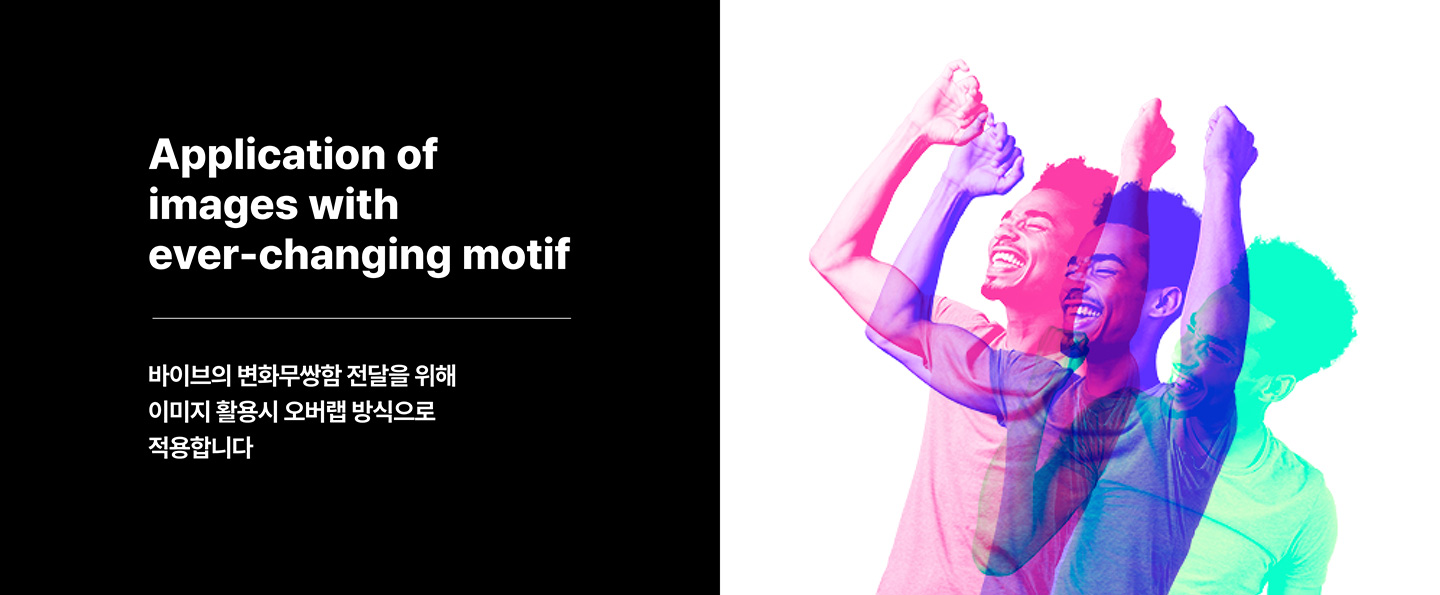 Application of
images with
ever-changing motif
바이브의 변화무쌍함 전달을 위해
이미지 활용시 오버랩 방식으로
적용합니다